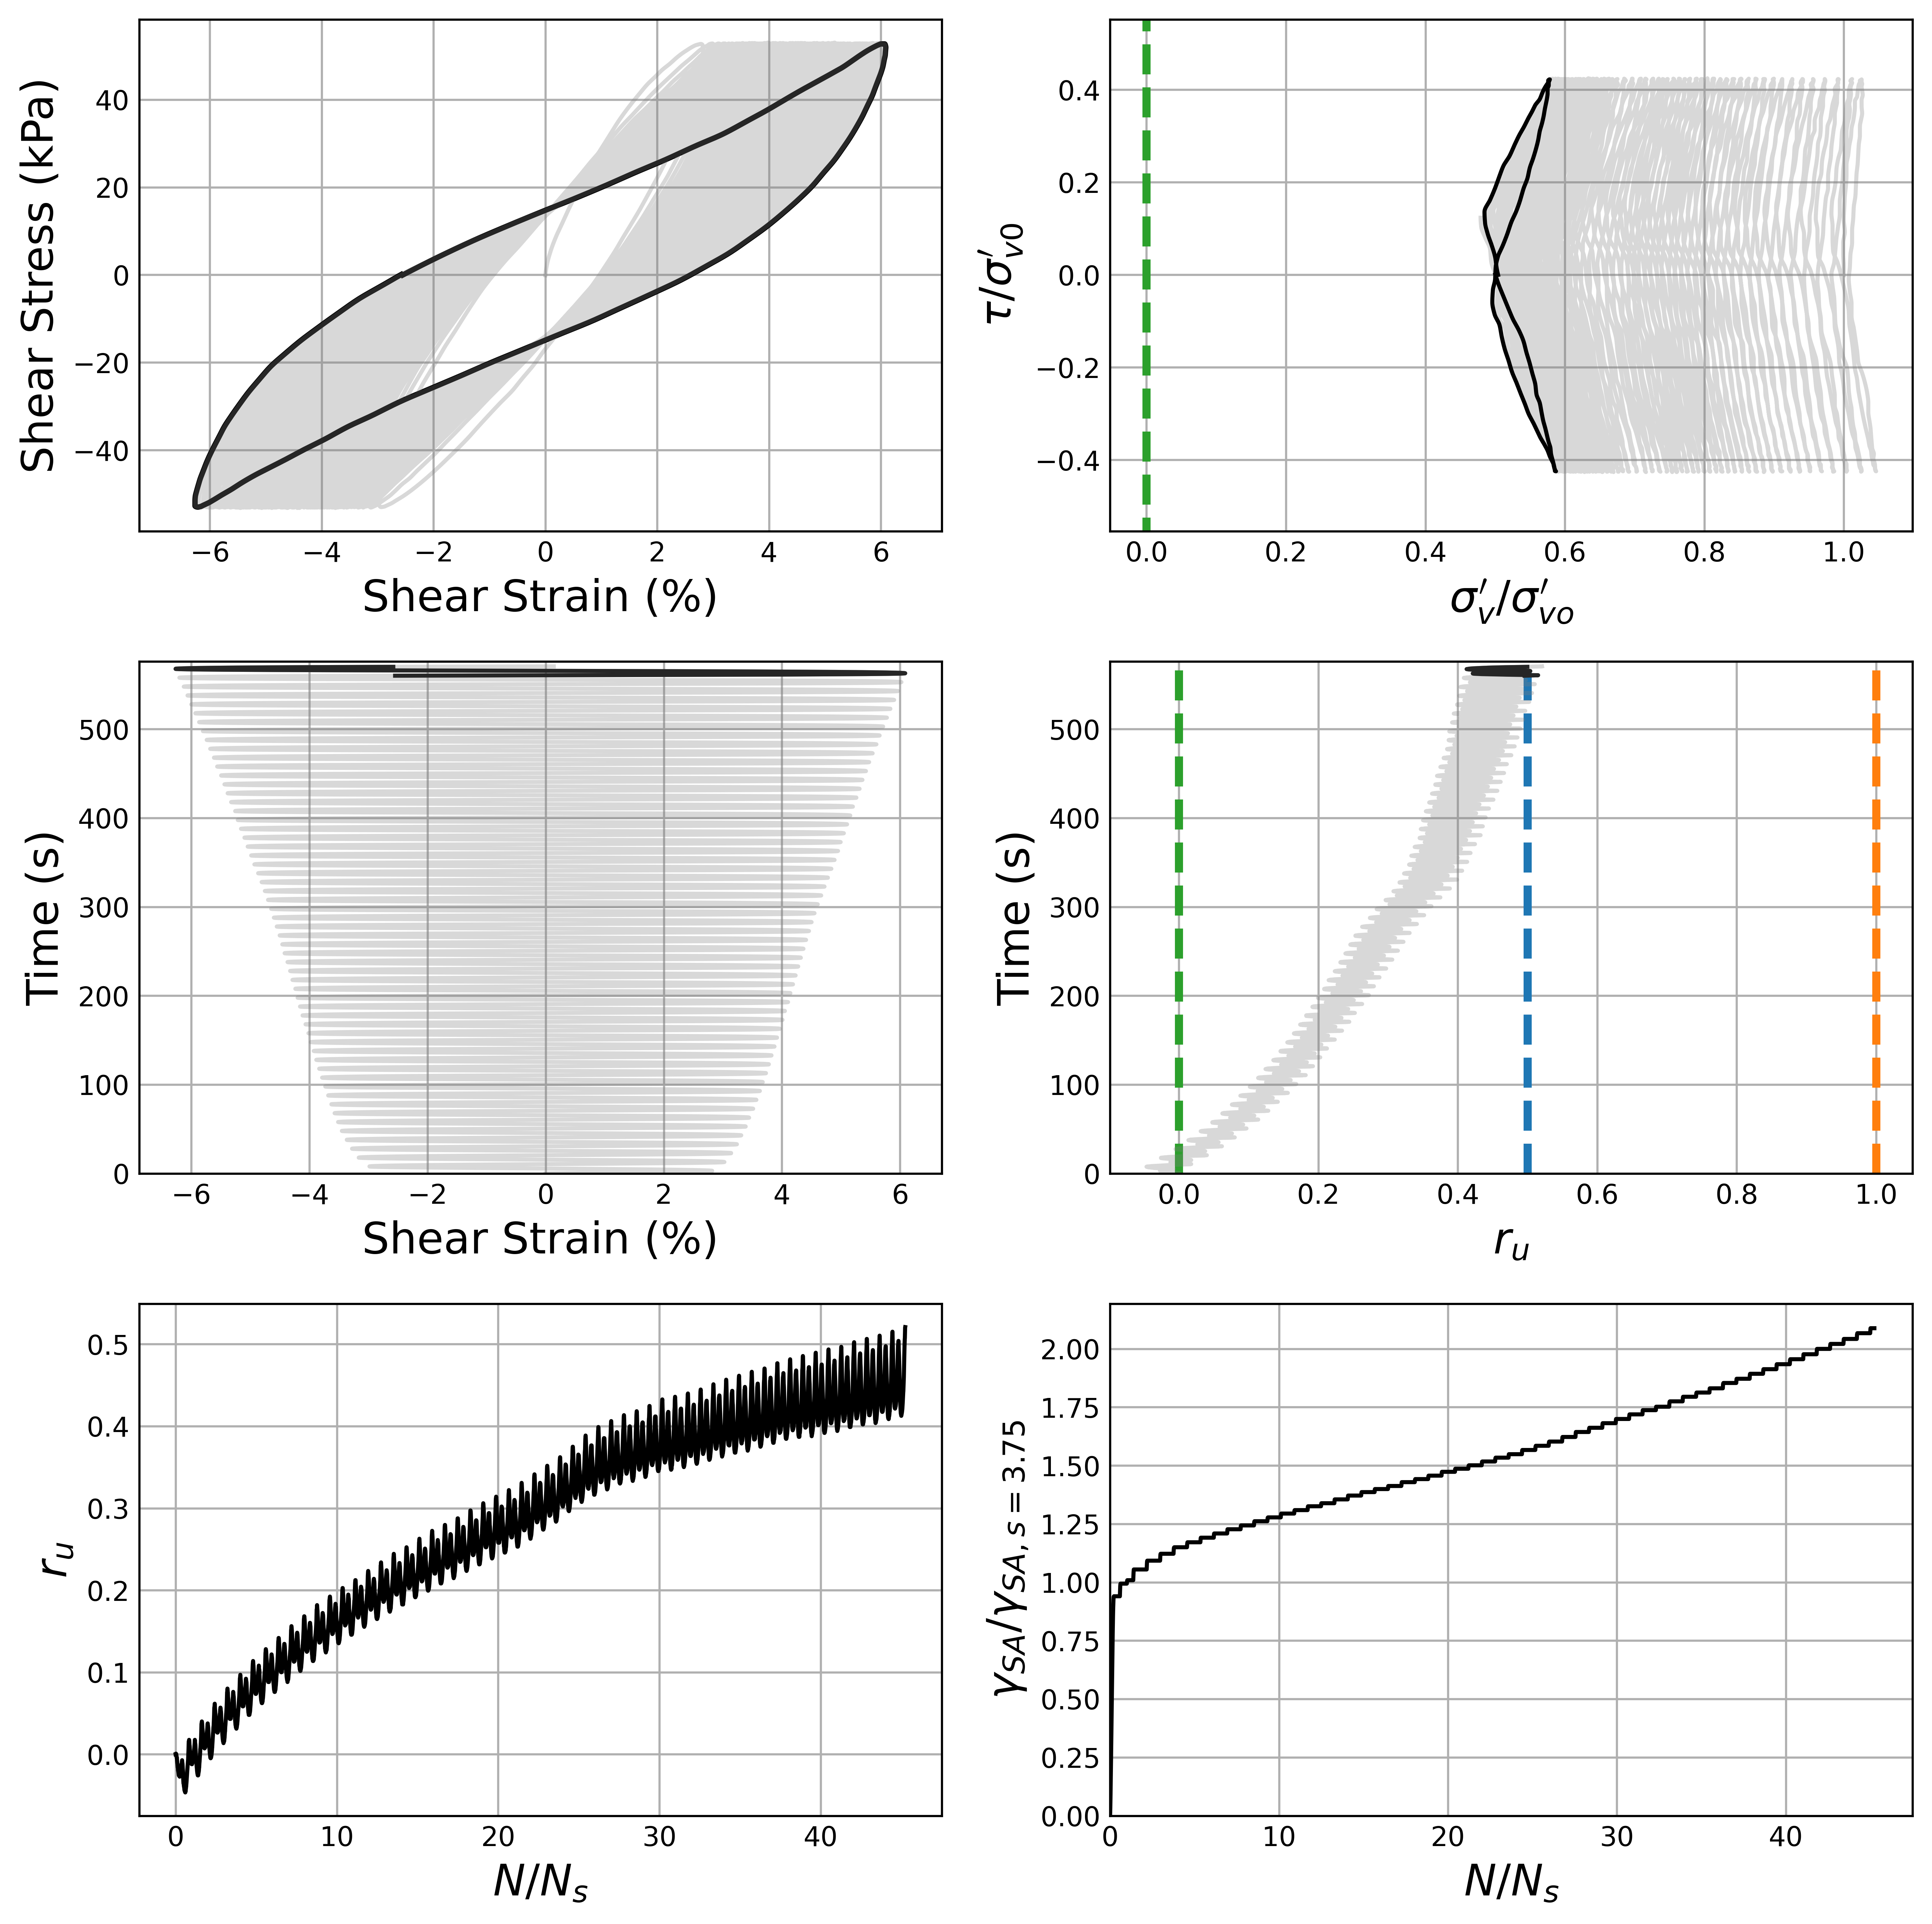 40
20
0
−20
−40
Shear Stress (kPa)
−6 −4 −2 0 2 4 6
Shear Strain (%)
0.4
0.2
0.0
−0.2
−0.4
τ/σ′v0
0.0 0.2 0.4 0.6 0.8 1.0
σ′v/σ′vo
500
400
300
200
100
0
Time (s)
−6 −4 −2 0 2 4 6
Shear Strain (%)
500
400
300
200
100
0
Time (s)
0.0 0.2 0.4 0.6 0.8 1.0
ru
0.5
0.4
0.3
0.2
0.1
0.0
ru
0 10 20 30 40
N/Ns
2.00
1.75
1.50
1.25
1.00
0.75
0.50
0.25
0.00
γSA/γSA, s = 3.75
0 10 20 30 40
N/Ns